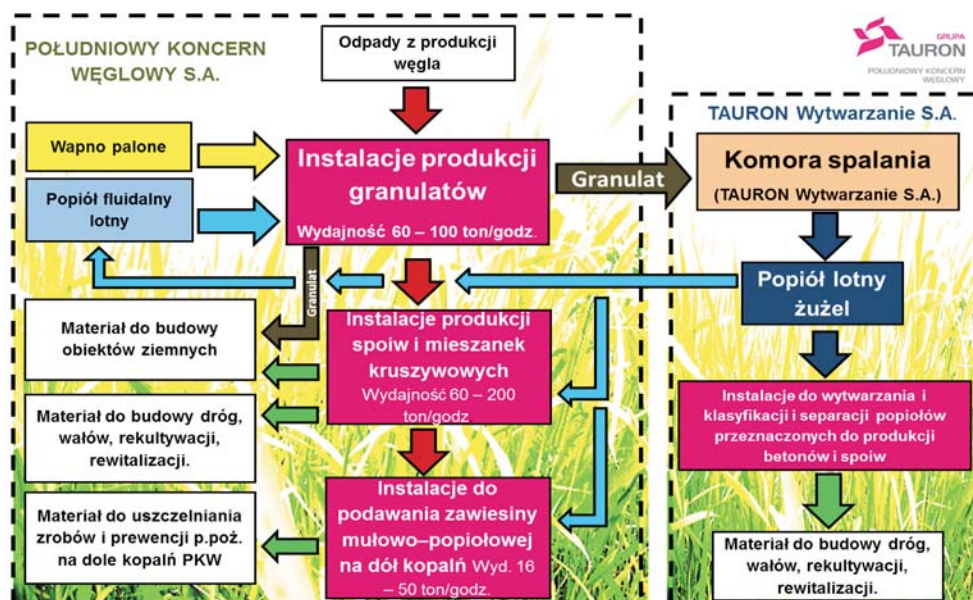 POŁUDNIOWY KONCERN
WĘGLOWY S.A.
Odpady z produkcji
węgla
GRUPA
TAURON
POŁUDNIOWY KONCERN
WĘGLOWY
TAURON Wytwarzanie S.A.
Wapno palone
Popiół fluidalny
lotny
Instalacje produkcji
granulatów
Wydajność 60 – 100 ton/godz.
Granulat
Komora spalania
(TAURON Wytwarzanie S.A.)
Granulat
Popiół lotny
żużel
Materiał do budowy
obiektów ziemnych
Instalacje produkcji
spoiw i mieszanek
kruszywowych
Wydajność 60 – 200
ton/godz
Materiał do budowy dróg,
wałów, rekultywacji,
rewitalizacji.
Instalacje do wytwarzania i
klasyfikacji i separacji popiołów
przeznaczonych do produkcji
betonów i spoiw
Materiał do uszczelniania
zrobów i prewencji p.poż.
na dole kopalń PKW
Instalacje do
podawania zawiesiny
mułowo–popiołowej
na dół kopalń Wyd. 16
– 50 ton/godz.
Materiał do budowy dróg,
wałów, rekultywacji,
rewitalizacji.